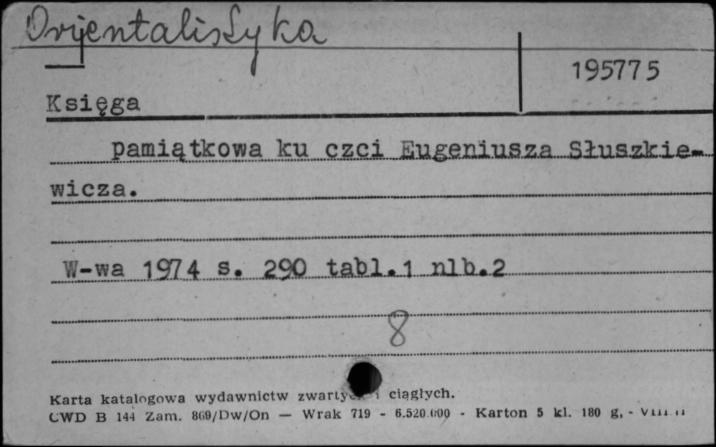 Orjentalistyka
195775
Księga
pamiątkowa ku czci Eugeniusza Słuszkie-
wicza.
W-wa 1974 s. 290 tabl.1 nlb.2
8
Karta katalogowa wydawnictw zwartych i ciągłych.
CWD B 144 Zam. 869/Dw/On — Wrak 719 - 6.520.000 - Karton 5 kl. 180 g,